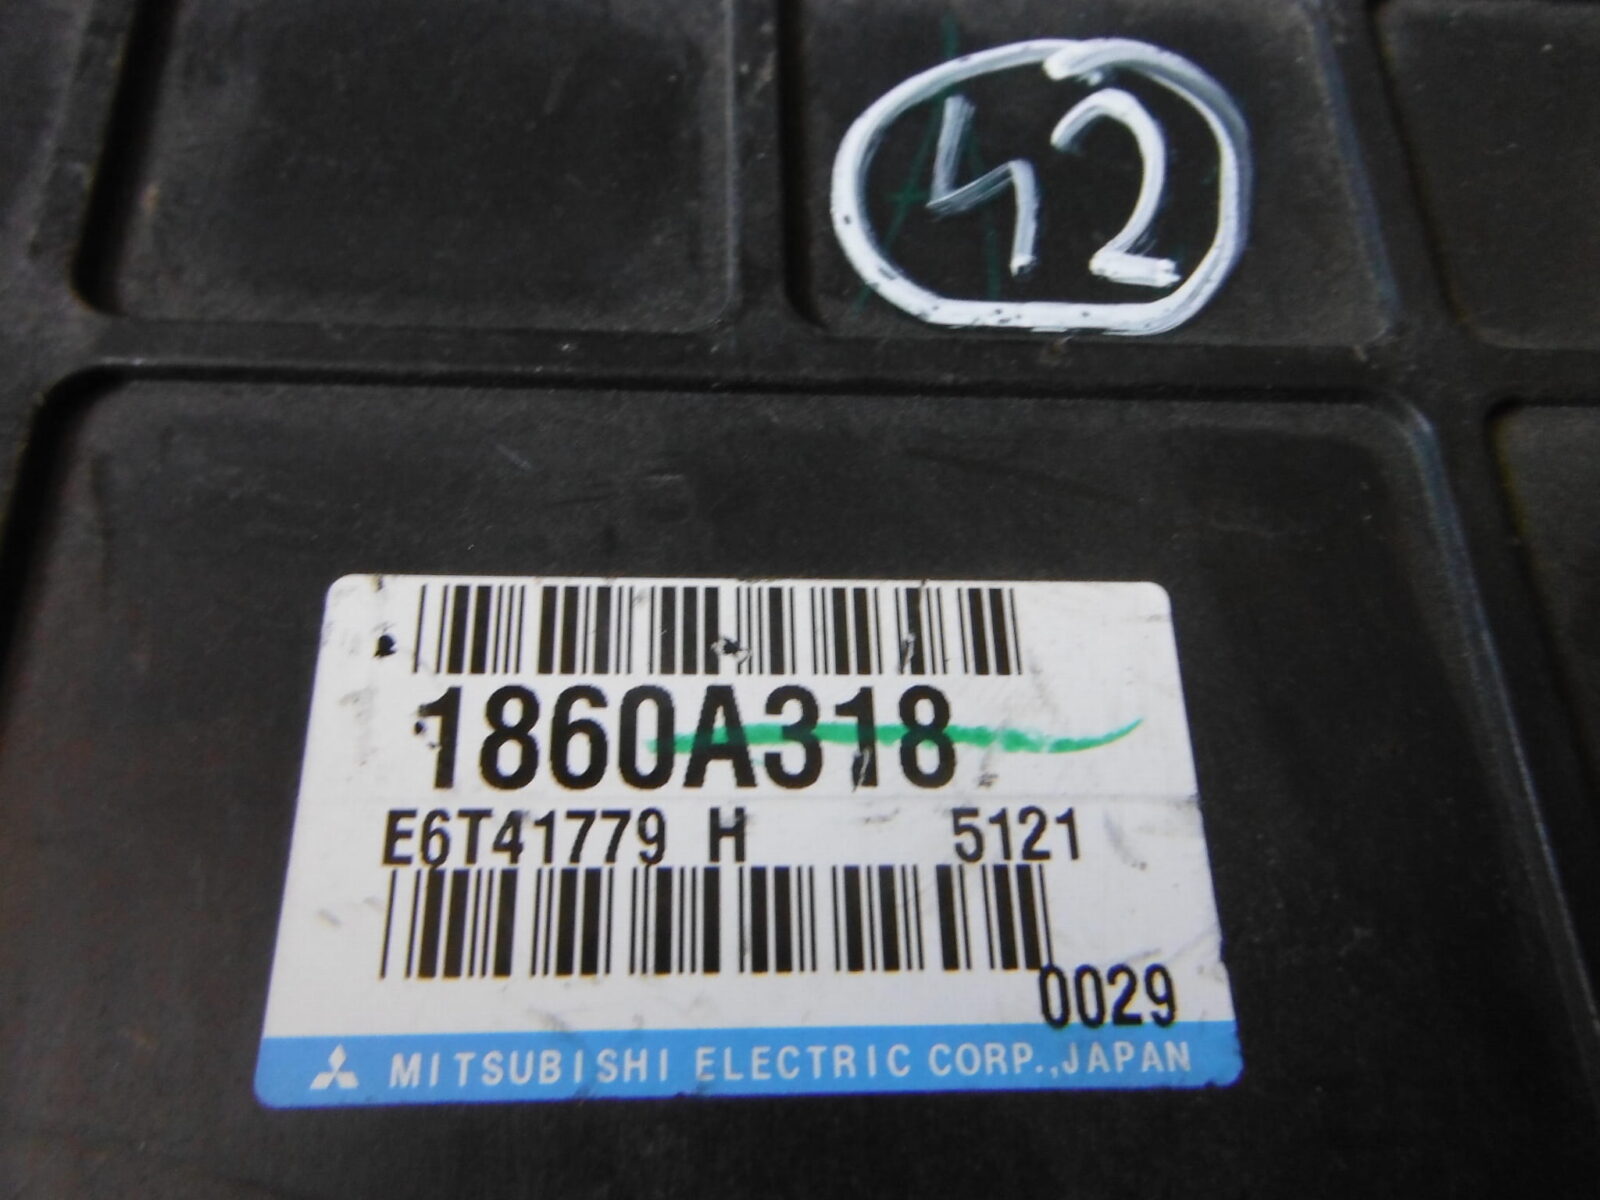 42
1860A318
E6T41779 H 5121
0029
MITSUBISHI ELECTRIC CORP., JAPAN